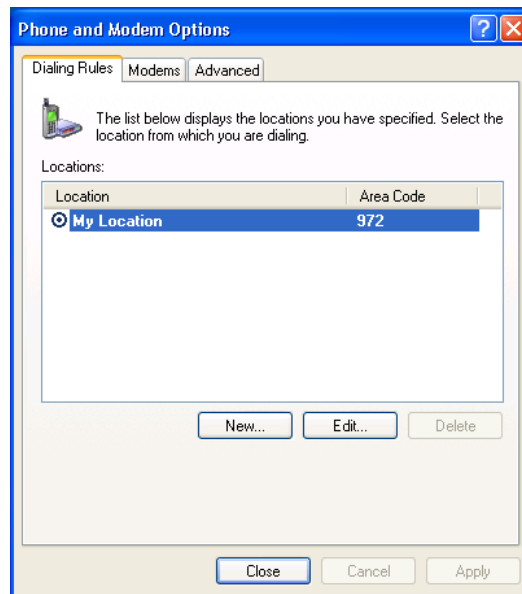 Phone and Modem Options
Dialing Rules Modems Advanced
The list below displays the locations you have specified. Select the
location from which you are dialing.
Locations:
Location Area Code
My Location 972
New... Edit... Delete
Close Cancel Apply